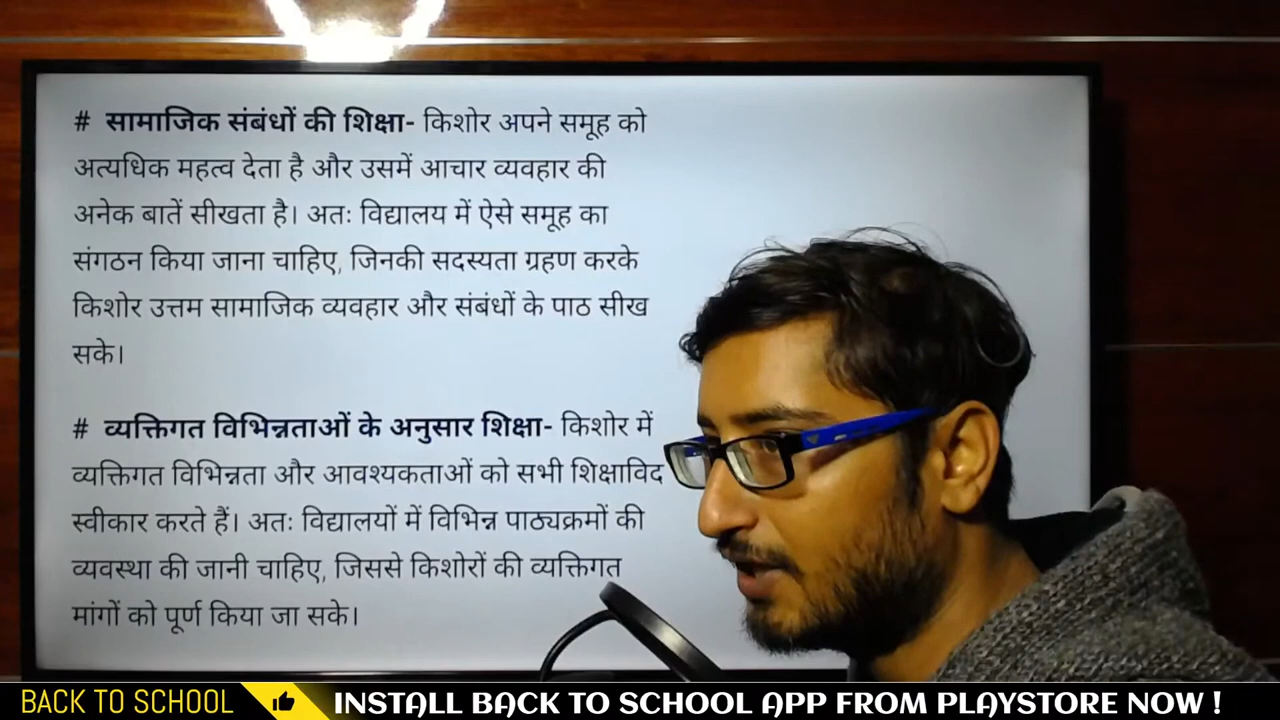 # सामाजिक संबंधों की शिक्षा- किशोर अपने समूह को
अत्यधिक महत्व देता है और उसमें आचार व्यवहार की
अनेक बातें सीखता है। अतः विद्यालय में ऐसे समूह का
संगठन किया जाना चाहिए, जिनकी सदस्यता ग्रहण करके
किशोर उत्तम सामाजिक व्यवहार और संबंधों के पाठ सीख
सके।
# व्यक्तिगत विभिन्नताओं के अनुसार शिक्षा- किशोर में
व्यक्तिगत विभिन्नता और आवश्यकताओं को सभी शिक्षाविद
स्वीकार करते हैं। अतः विद्यालयों में विभिन्न पाठ्यक्रमों की
व्यवस्था की जानी चाहिए, जिससे किशोरों की व्यक्तिगत
मांगों को पूर्ण किया जा सके।
BACK TO SCHOOL INSTALL BACK TO SCHOOL APP FROM PLAYSTORE NOW !